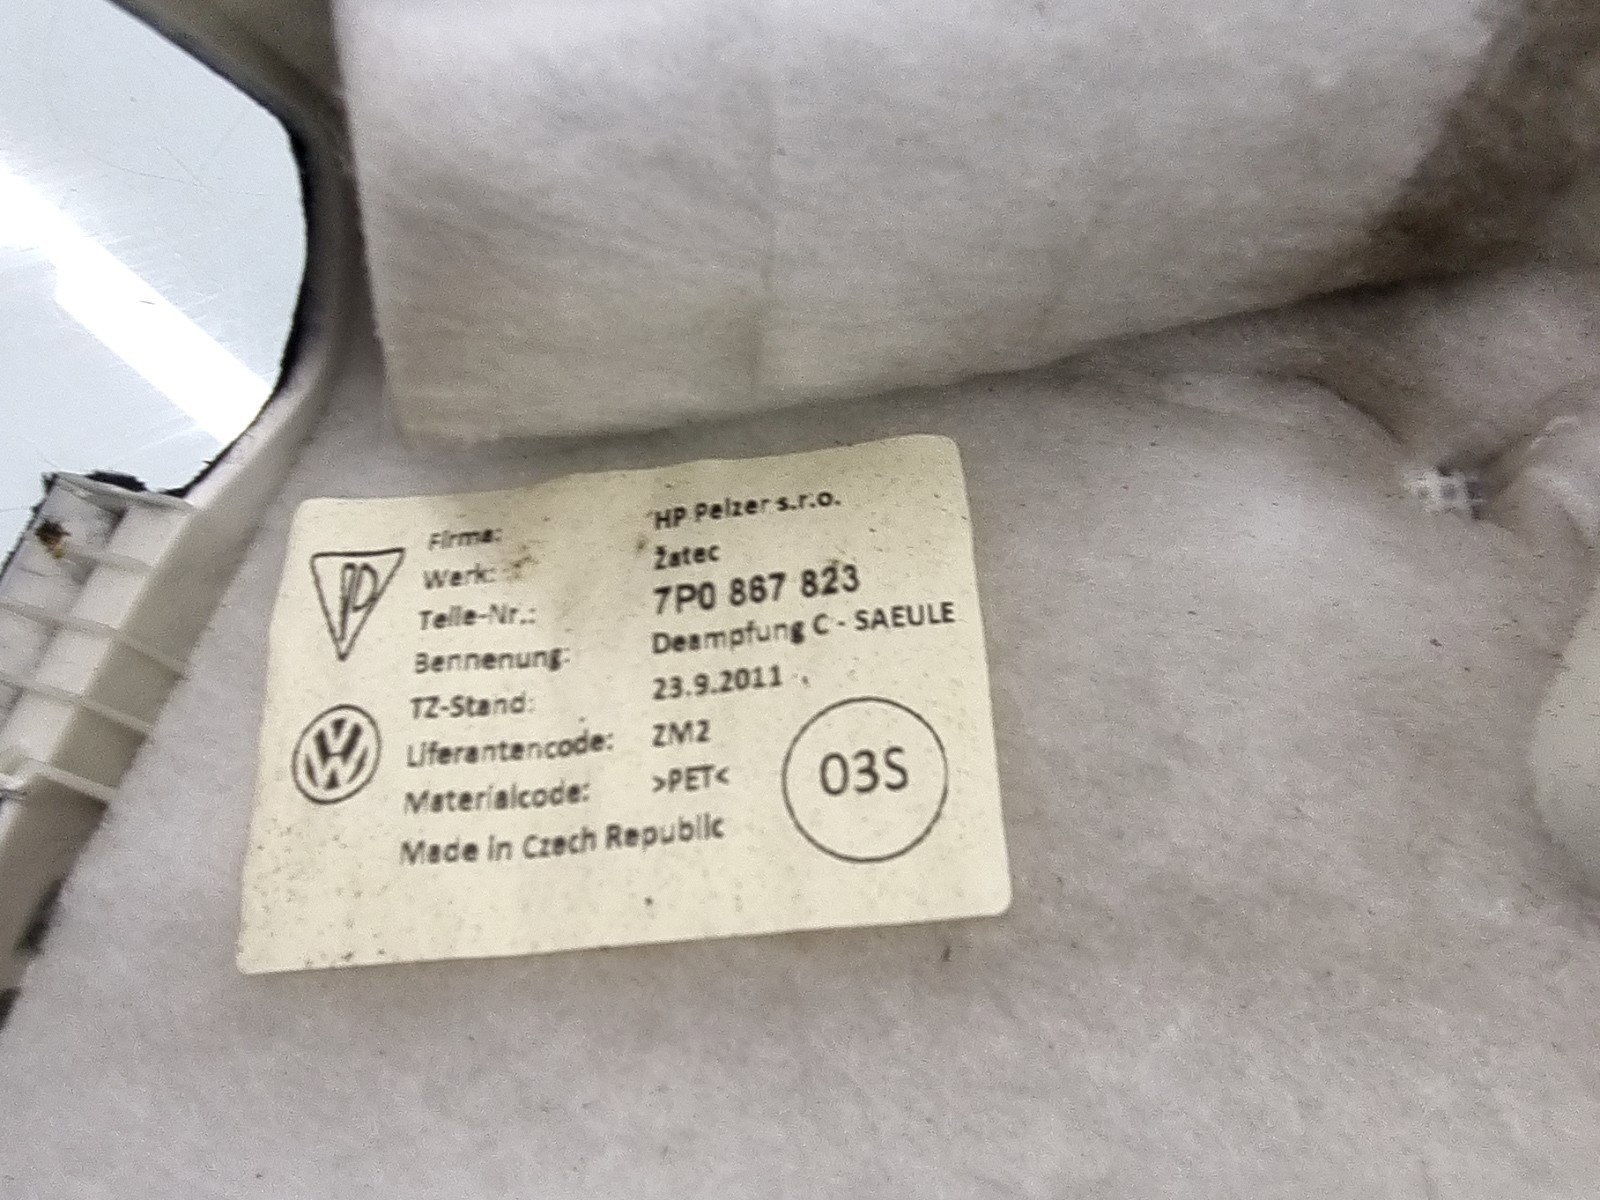 Firma: HP Pelzer s.r.o.
Werk: Žatec
Teile-Nr.: 7P0 867 823
Bennenung: Deampfung C - SAEULE
TZ-Stand: 23.9.2011
Liferantencode: ZM2
Materialcode: >PET<
03S
Made in Czech Republic